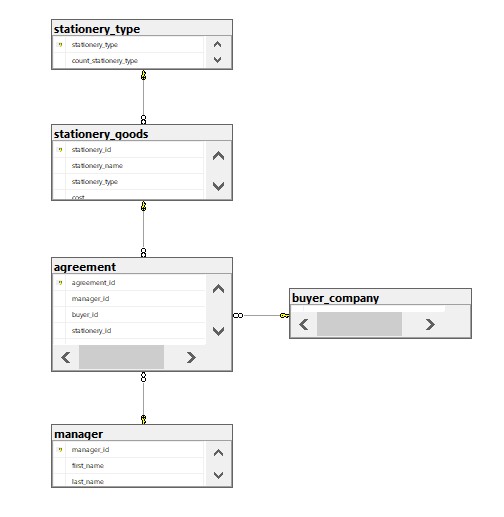 stationery_type
stationery_type
count_stationery_type
stationery_goods
stationery_id
stationery_name
stationery_type
cost
agreement
agreement_id
manager_id
buyer_id
stationery_id
buyer_company
manager
manager_id
first_name
last_name